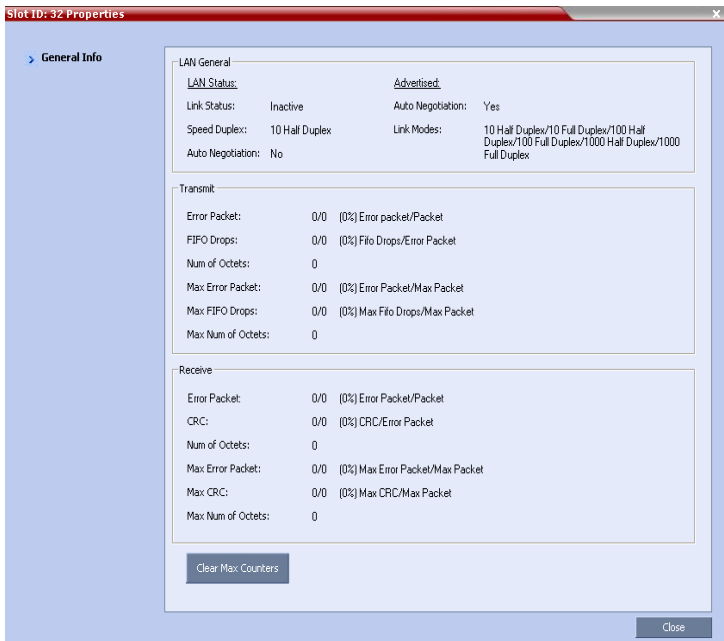 Slot ID: 32 Properties
X
General Info
LAN General
LAN Status: Advertised:
Link Status: Inactive Auto Negotiation: Yes
Speed Duplex: 10 Half Duplex Link Modes: 10 Half Duplex/10 Full Duplex/100 Half
Duplex/100 Full Duplex/1000 Half Duplex/1000
Auto Negotiation: No Full Duplex
Transmit
Error Packet: 0/0 (0%) Error packet/Packet
FIFO Drops: 0/0 (0%) Fifo Drops/Error Packet
Num of Octets: 0
Max Error Packet: 0/0 (0%) Error Packet/Max Packet
Max FIFO Drops: 0/0 (0%) Max Fifo Drops/Max Packet
Max Num of Octets: 0
Receive
Error Packet: 0/0 (0%) Error Packet/Packet
CRC: 0/0 (0%) CRC/Error Packet
Num of Octets: 0
Max Error Packet: 0/0 (0%) Max Error Packet/Max Packet
Max CRC: 0/0 (0%) Max CRC/Max Packet
Max Num of Octets: 0
Clear Max Counters
Close